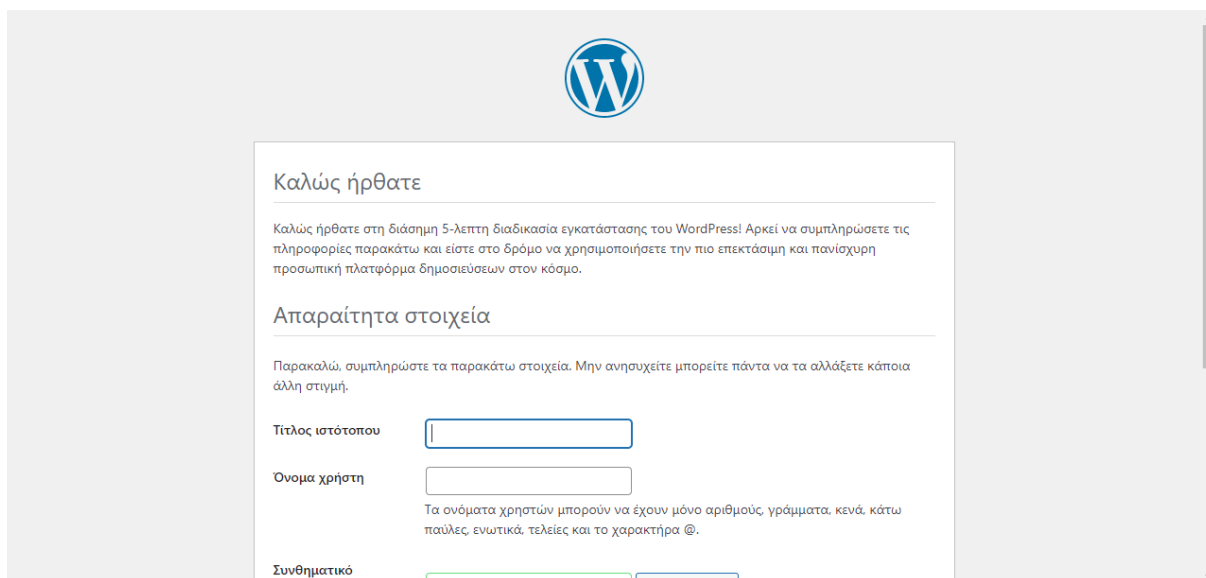 Καλώς ήρθατε
Καλώς ήρθατε στη διάσημη 5-λεπτη διαδικασία εγκατάστασης του WordPress! Αρκεί να συμπληρώσετε τις
πληροφορίες παρακάτω και είστε στο δρόμο να χρησιμοποιήσετε την πιο επεκτάσιμη και πανίσχυρη
προσωπική πλατφόρμα δημοσιεύσεων στον κόσμο.
Απαραίτητα στοιχεία
Παρακαλώ, συμπληρώστε τα παρακάτω στοιχεία. Μην ανησυχείτε μπορείτε πάντα να τα αλλάξετε κάποια
άλλη στιγμή.
Τίτλος ιστότοπου
Όνομα χρήστη
Τα ονόματα χρηστών μπορούν να έχουν μόνο αριθμούς, γράμματα, κενά, κάτω
παύλες, ενωτικά, τελείες και το χαρακτήρα @.
Συνθηματικό